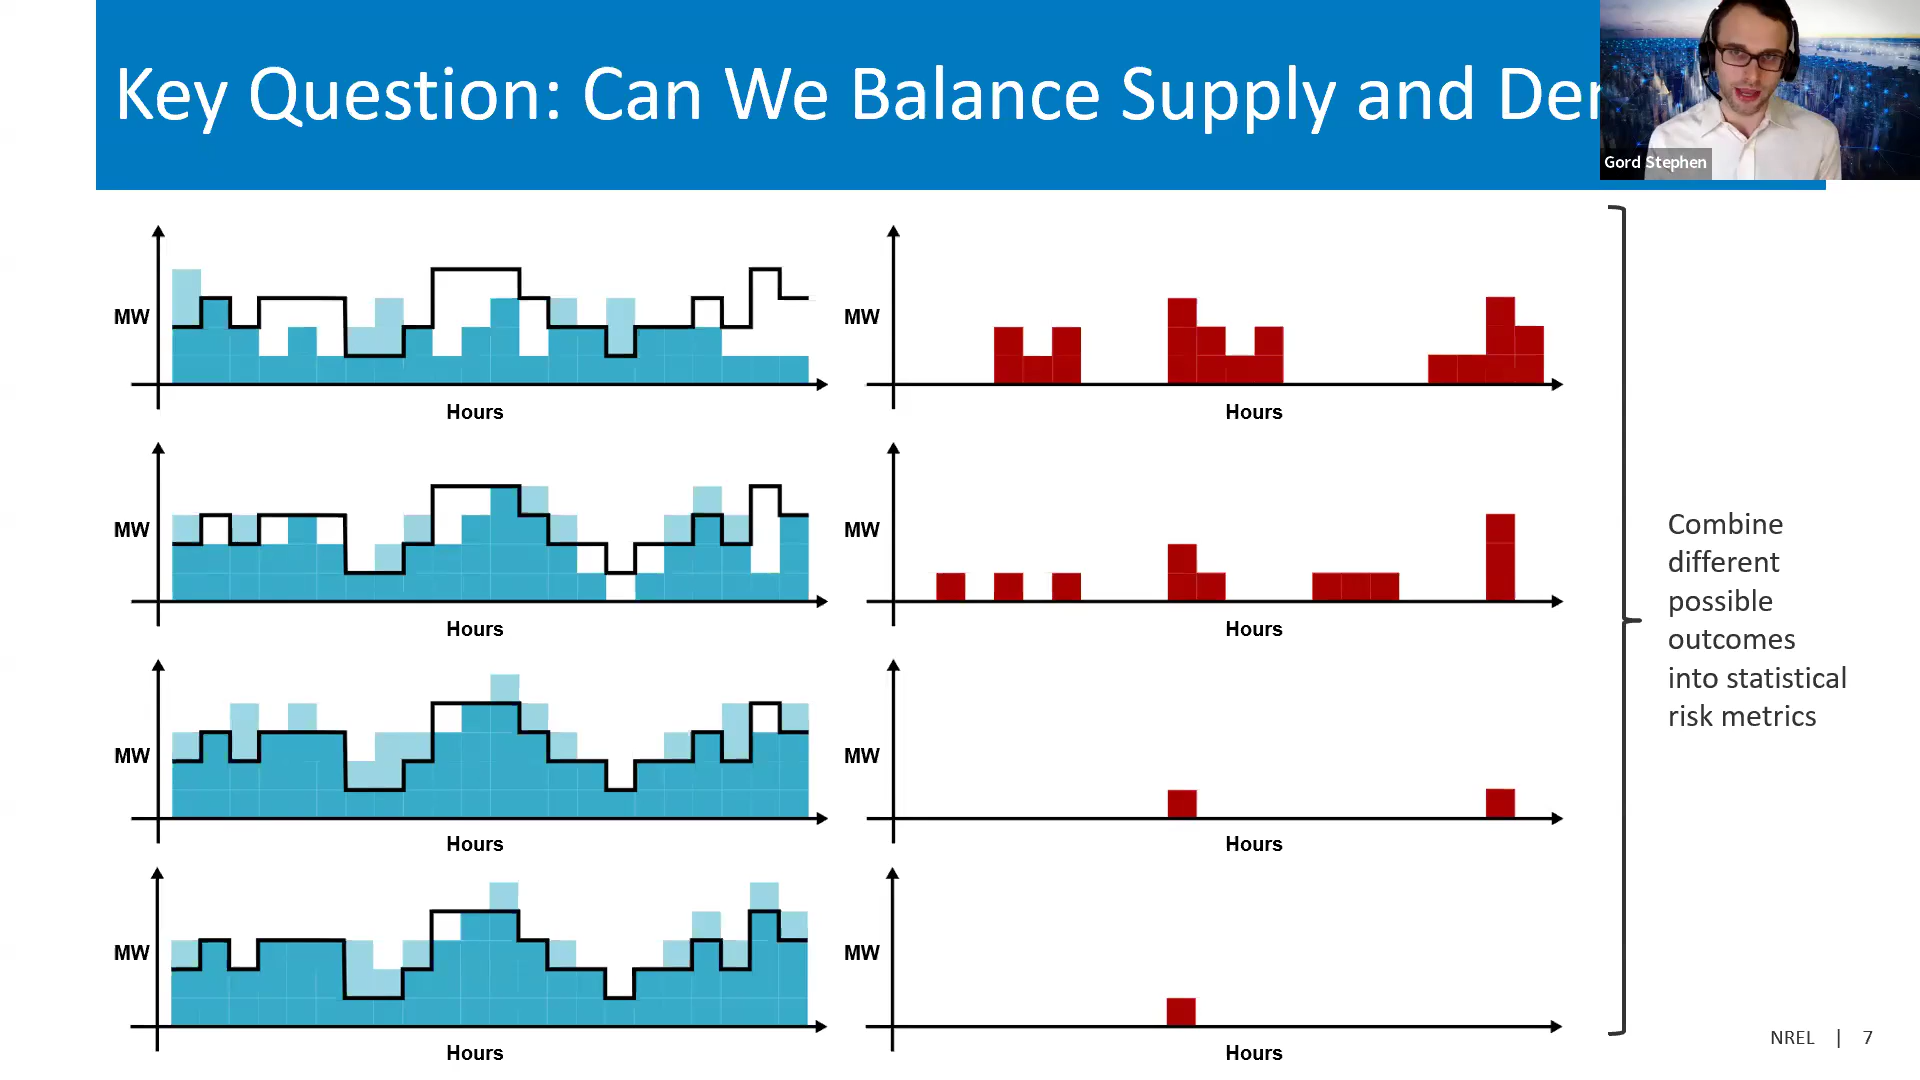 Key Question: Can We Balance Supply and De
Gord Stephen
MW
Hours
MW
Hours
MW
Hours
MW
Hours
MW
Hours
MW
Hours
MW
Hours
MW
Hours
Combine
different
possible
outcomes
into statistical
risk metrics
NREL | 7